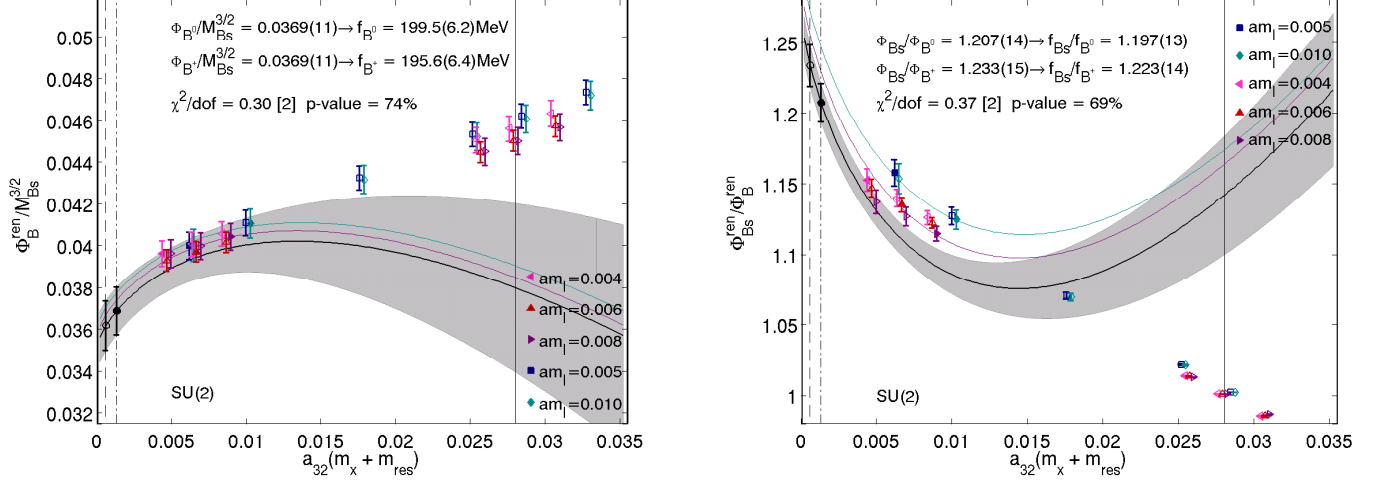 Φ_B⁰/M_Bs^3/2 = 0.0369(11)→f_B⁰ = 199.5(6.2)MeV
Φ_B⁺/M_Bs^3/2 = 0.0369(11)→f_B⁺ = 195.6(6.4)MeV
χ²/dof = 0.30 [2] p-value = 74%
0.05
0.048
0.046
0.044
0.042
0.04
0.038
0.036
0.034
0.032
Φ_B^ren/M_Bs^3/2
am_l=0.004
am_l=0.006
am_l=0.008
am_l=0.005
am_l=0.010
SU(2)
0 0.005 0.01 0.015 0.02 0.025 0.03 0.035
a_32(m_x + m_res)
Φ_Bs/Φ_B⁰ = 1.207(14)→f_Bs/f_B⁰ = 1.197(13)
Φ_Bs/Φ_B⁺ = 1.233(15)→f_Bs/f_B⁺ = 1.223(14)
χ²/dof = 0.37 [2] p-value = 69%
am_l=0.005
am_l=0.010
am_l=0.004
am_l=0.006
am_l=0.008
1.25
1.2
1.15
1.1
1.05
1
Φ_Bs^ren/Φ_B^ren
SU(2)
0 0.005 0.01 0.015 0.02 0.025 0.03 0.035
a_32(m_x + m_res)